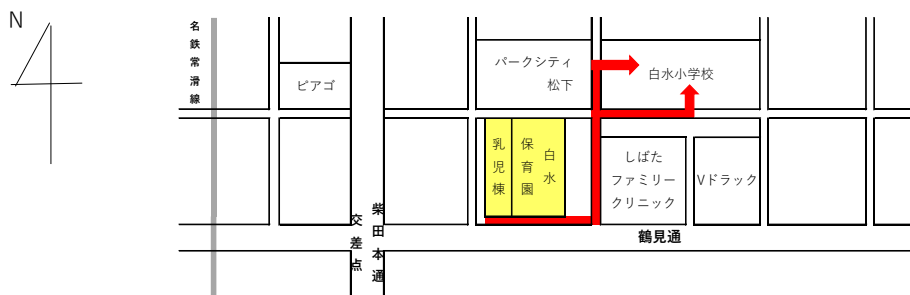 N
名鉄常滑線
ピアゴ
パークシティ
松下
白水小学校
乳児棟
保育園
白水
しばた
ファミリー
クリニック
Vドラック
柴田本通
交差点
鶴見通